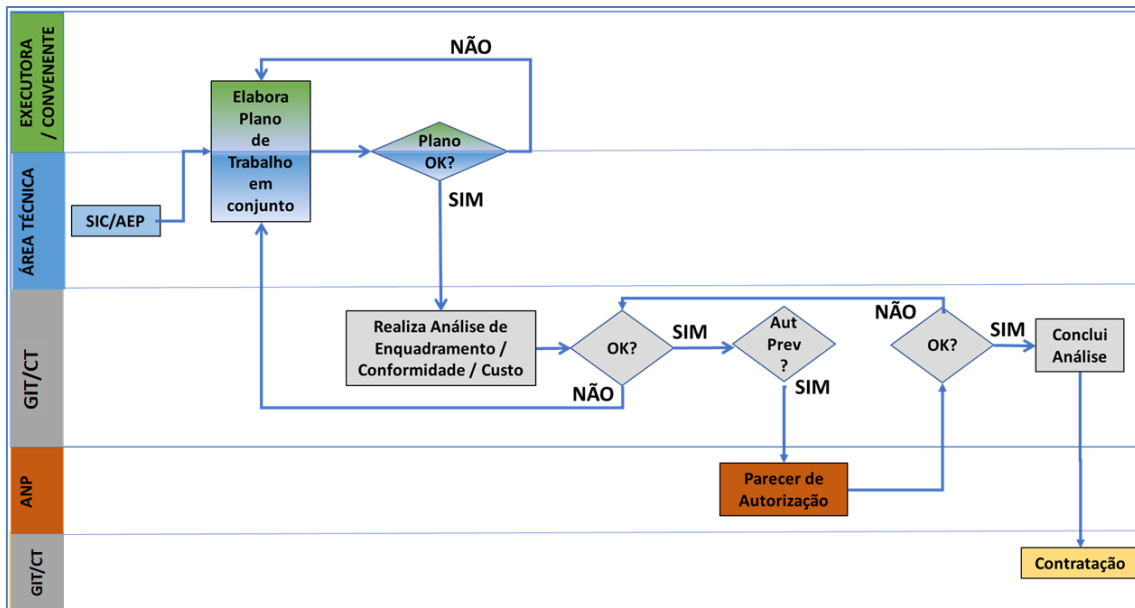 EXECUTORA
/ CONVENENTE
NÃO
Elabora
Plano
de
Trabalho
em
conjunto
Plano
OK?
SIM
ÁREA TÉCNICA
SIC/AEP
GIT/CT
Realiza Análise de
Enquadramento /
Conformidade / Custo
OK?
SIM
NÃO
Aut
Prev
?
SIM
NÃO
OK?
SIM
Conclui
Análise
ANP
Parecer de
Autorização
GIT/CT
Contratação